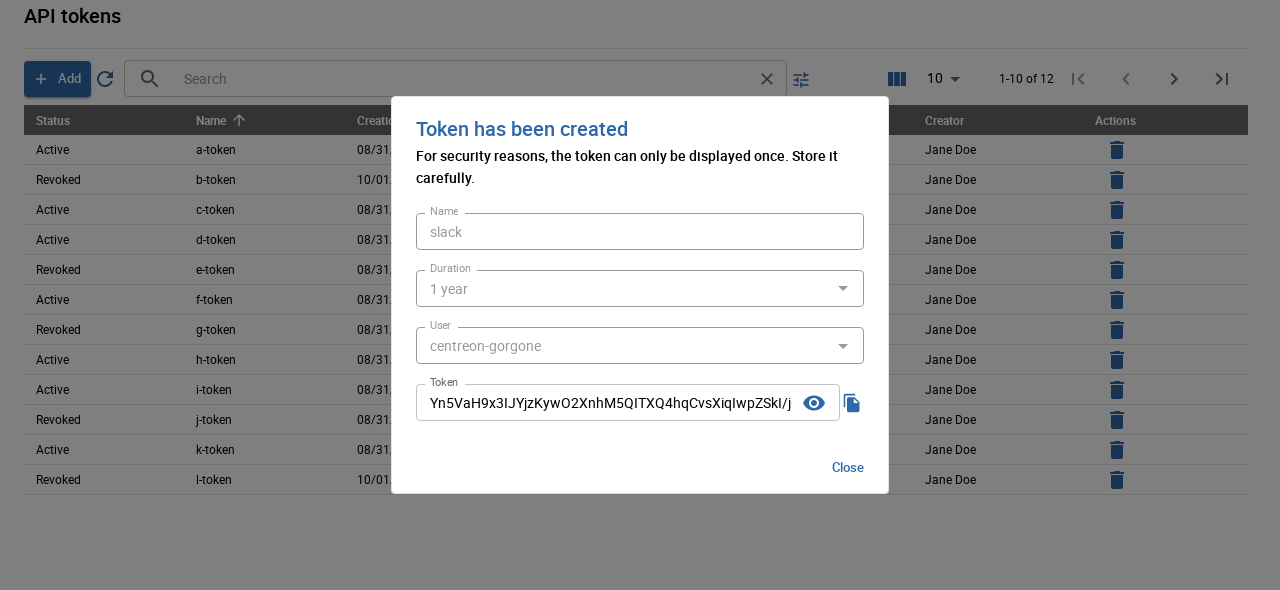 API tokens
Add
Search
10
1-10 of 12
Status Name Creatio Creator Actions
Active a-token 08/31 Jane Doe
Revoked b-token 10/01 Jane Doe
Active c-token 08/31 Jane Doe
Active d-token 08/31 Jane Doe
Revoked e-token 08/31 Jane Doe
Active f-token 08/31 Jane Doe
Revoked g-token 08/31 Jane Doe
Active h-token 08/31 Jane Doe
Active i-token 08/31 Jane Doe
Revoked j-token 08/31 Jane Doe
Active k-token 08/31 Jane Doe
Revoked l-token 10/01 Jane Doe
Token has been created
For security reasons, the token can only be displayed once. Store it
carefully.
Name
slack
Duration
1 year
User
centreon-gorgone
Token
Close